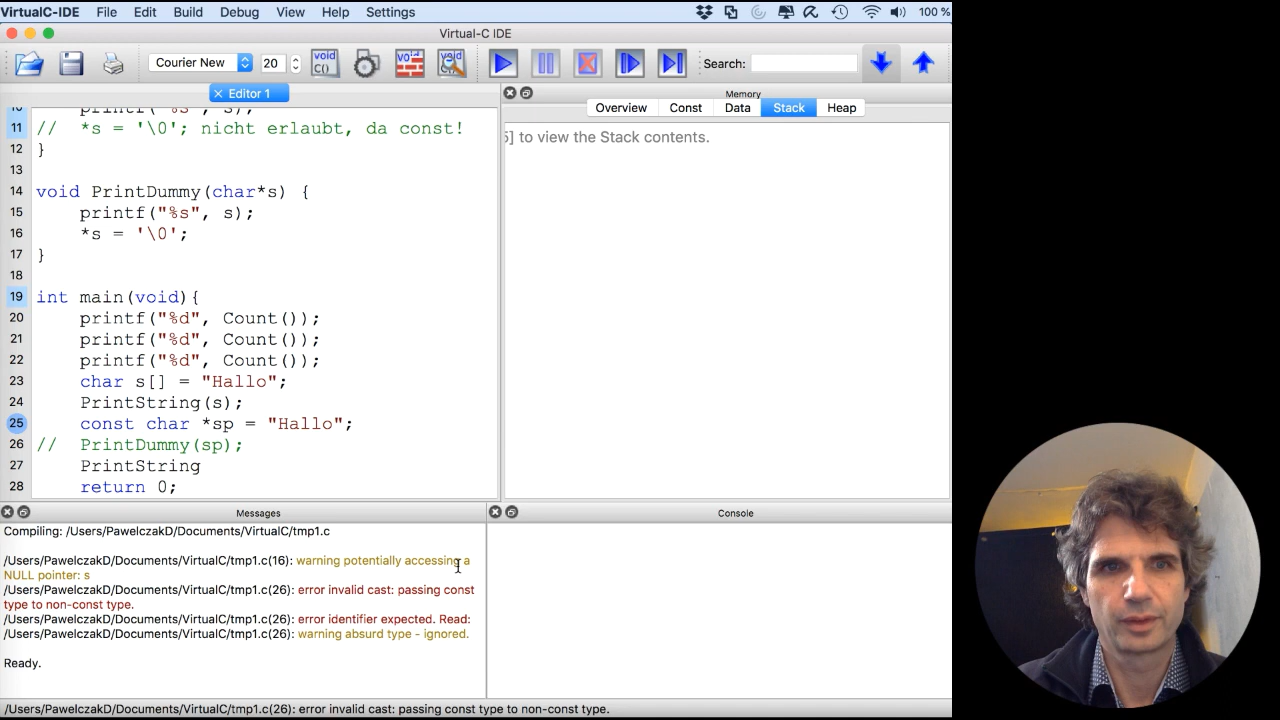 VirtualC-IDE File Edit Build Debug View Help Settings 100 %
Virtual-C IDE
Courier New 20 Search:
Editor 1
Memory
Overview Const Data Stack Heap
5] to view the Stack contents.
10 printf("%s", s);
11 // *s = '\0'; nicht erlaubt, da const!
12 }
13
14 void PrintDummy(char*s) {
15 printf("%s", s);
16 *s = '\0';
17 }
18
19 int main(void){
20 printf("%d", Count());
21 printf("%d", Count());
22 printf("%d", Count());
23 char s[] = "Hallo";
24 PrintString(s);
25 const char *sp = "Hallo";
26 // PrintDummy(sp);
27 PrintString
28 return 0;
Messages
Compiling: /Users/PawelczakD/Documents/VirtualC/tmp1.c
/Users/PawelczakD/Documents/VirtualC/tmp1.c(16): warning potentially accessing a
NULL pointer: s
/Users/PawelczakD/Documents/VirtualC/tmp1.c(26): error invalid cast: passing const
type to non-const type.
/Users/PawelczakD/Documents/VirtualC/tmp1.c(26): error identifier expected. Read:
/Users/PawelczakD/Documents/VirtualC/tmp1.c(26): warning absurd type - ignored.
Ready.
Console
/Users/PawelczakD/Documents/VirtualC/tmp1.c(26): error invalid cast: passing const type to non-const type.